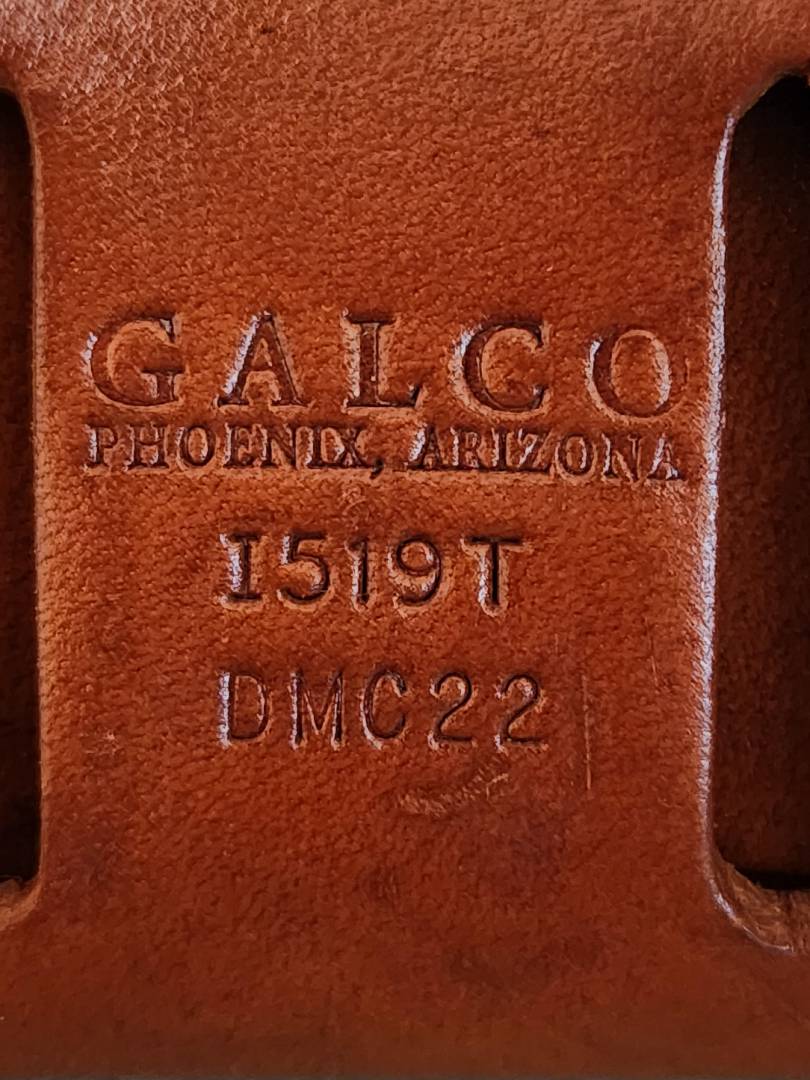 GALCO
PHOENIX, ARIZONA
I519T
DMC22